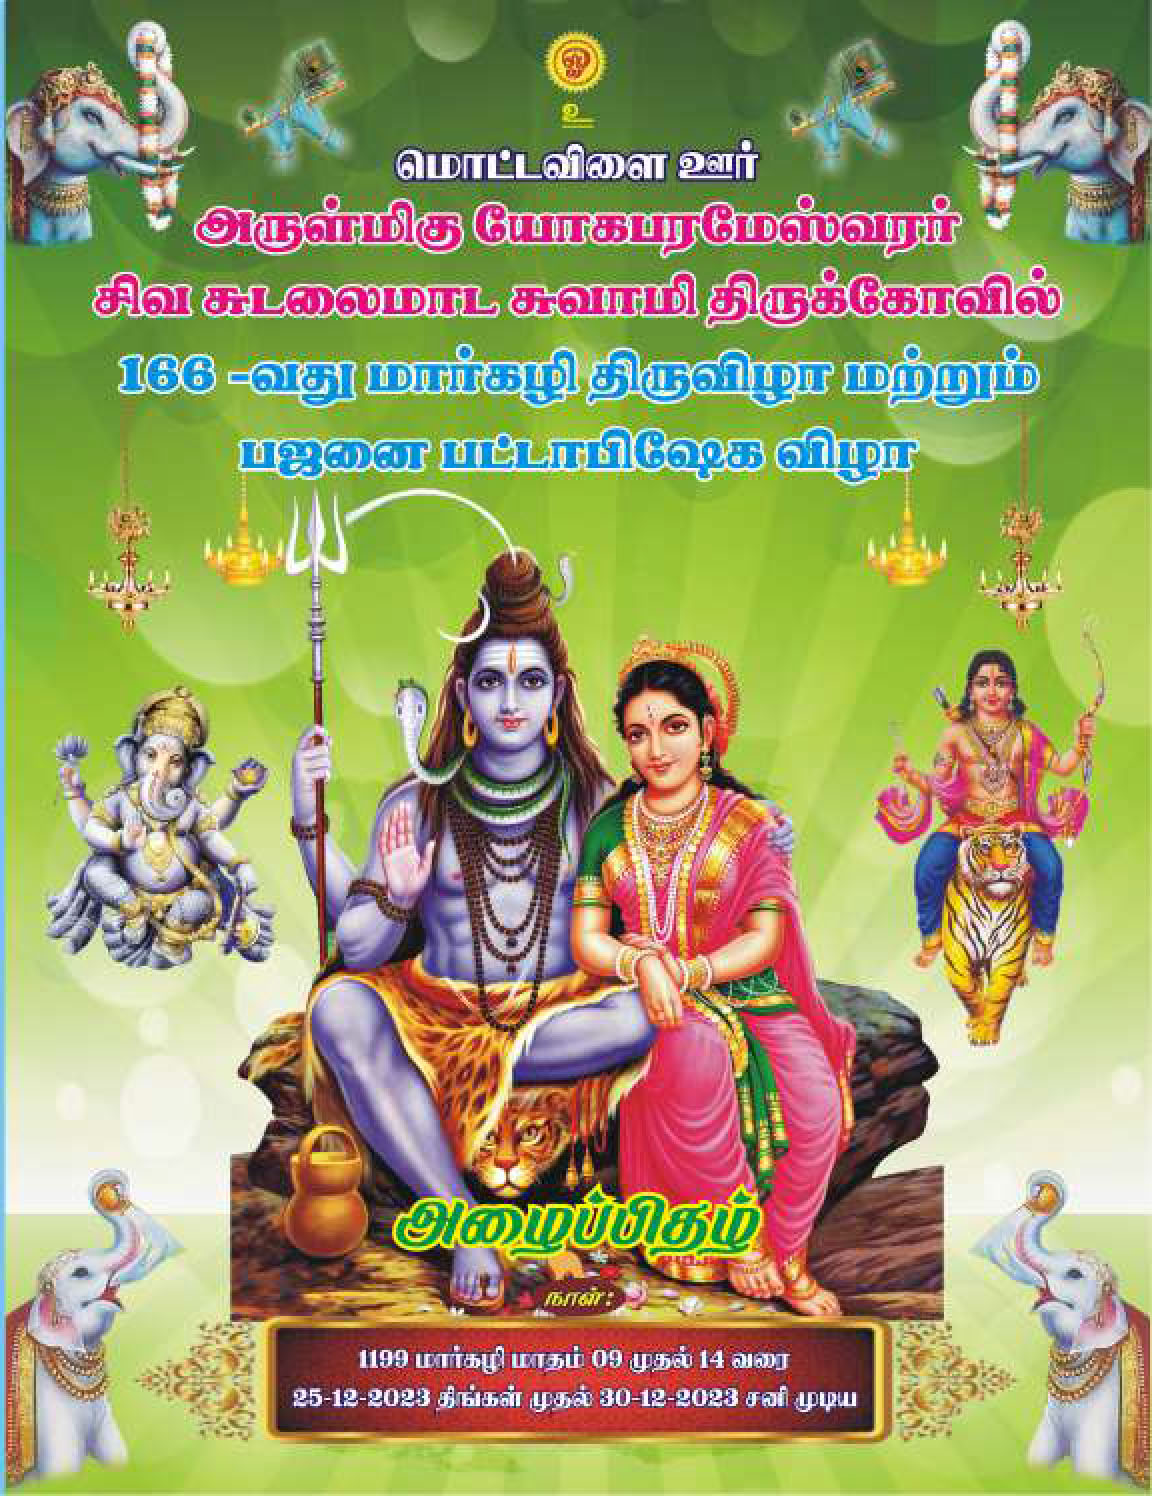 ஓ
உ
மொட்டவிளை ஊர்
அருள்மிகு யோகபரமேஸ்வரர்
சிவ சுடலைமாட சுவாமி திருக்கோவில்
166 -வது மார்கழி திருவிழா மற்றும்
பஜனை பட்டாபிஷேக விழா
அழைப்பிதழ்
நாள்:
1199 மார்கழி மாதம் 09 முதல் 14 வரை
25-12-2023 திங்கள் முதல் 30-12-2023 சனி முடிய